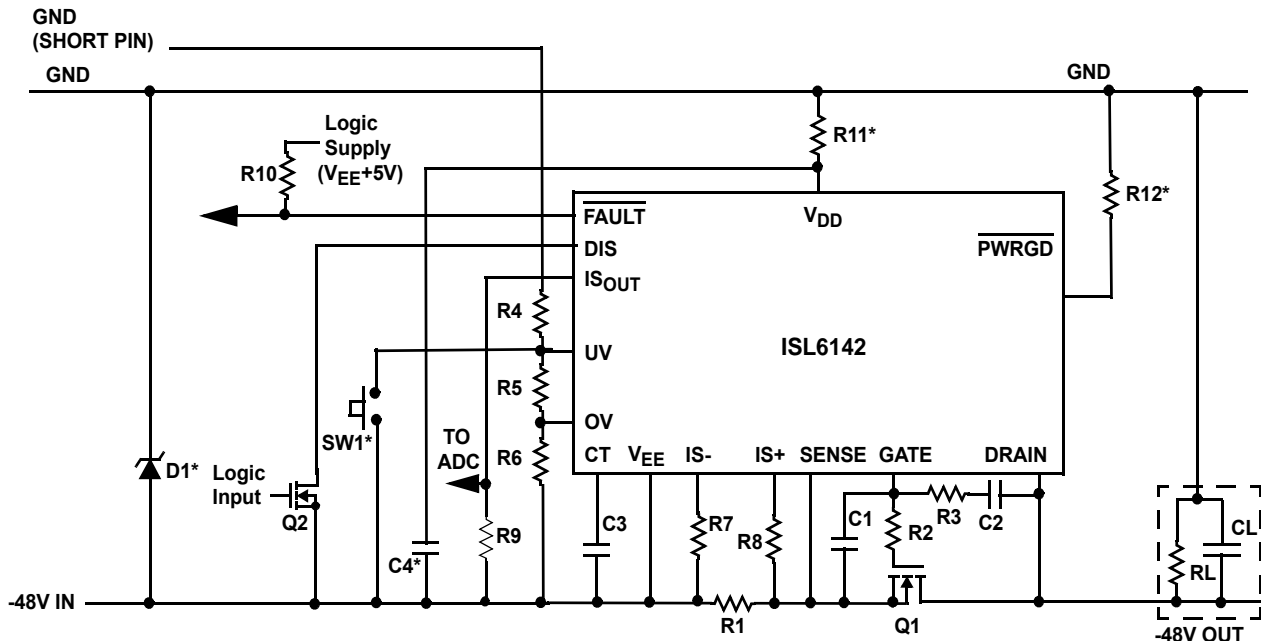 GND
(SHORT PIN)
GND
GND
Logic
Supply
(VEE+5V)
R10
R11*
R12*
FAULT
VDD
PWRGD
DIS
ISOUT
R4
ISL6142
UV
R5
OV
SW1*
TO
ADC
R6
D1*
Logic
Input
Q2
CT
VEE
IS-
IS+
SENSE
GATE
DRAIN
C4*
R9
C3
R7
R8
C1
R2
R3
C2
CL
RL
-48V IN
R1
Q1
-48V OUT